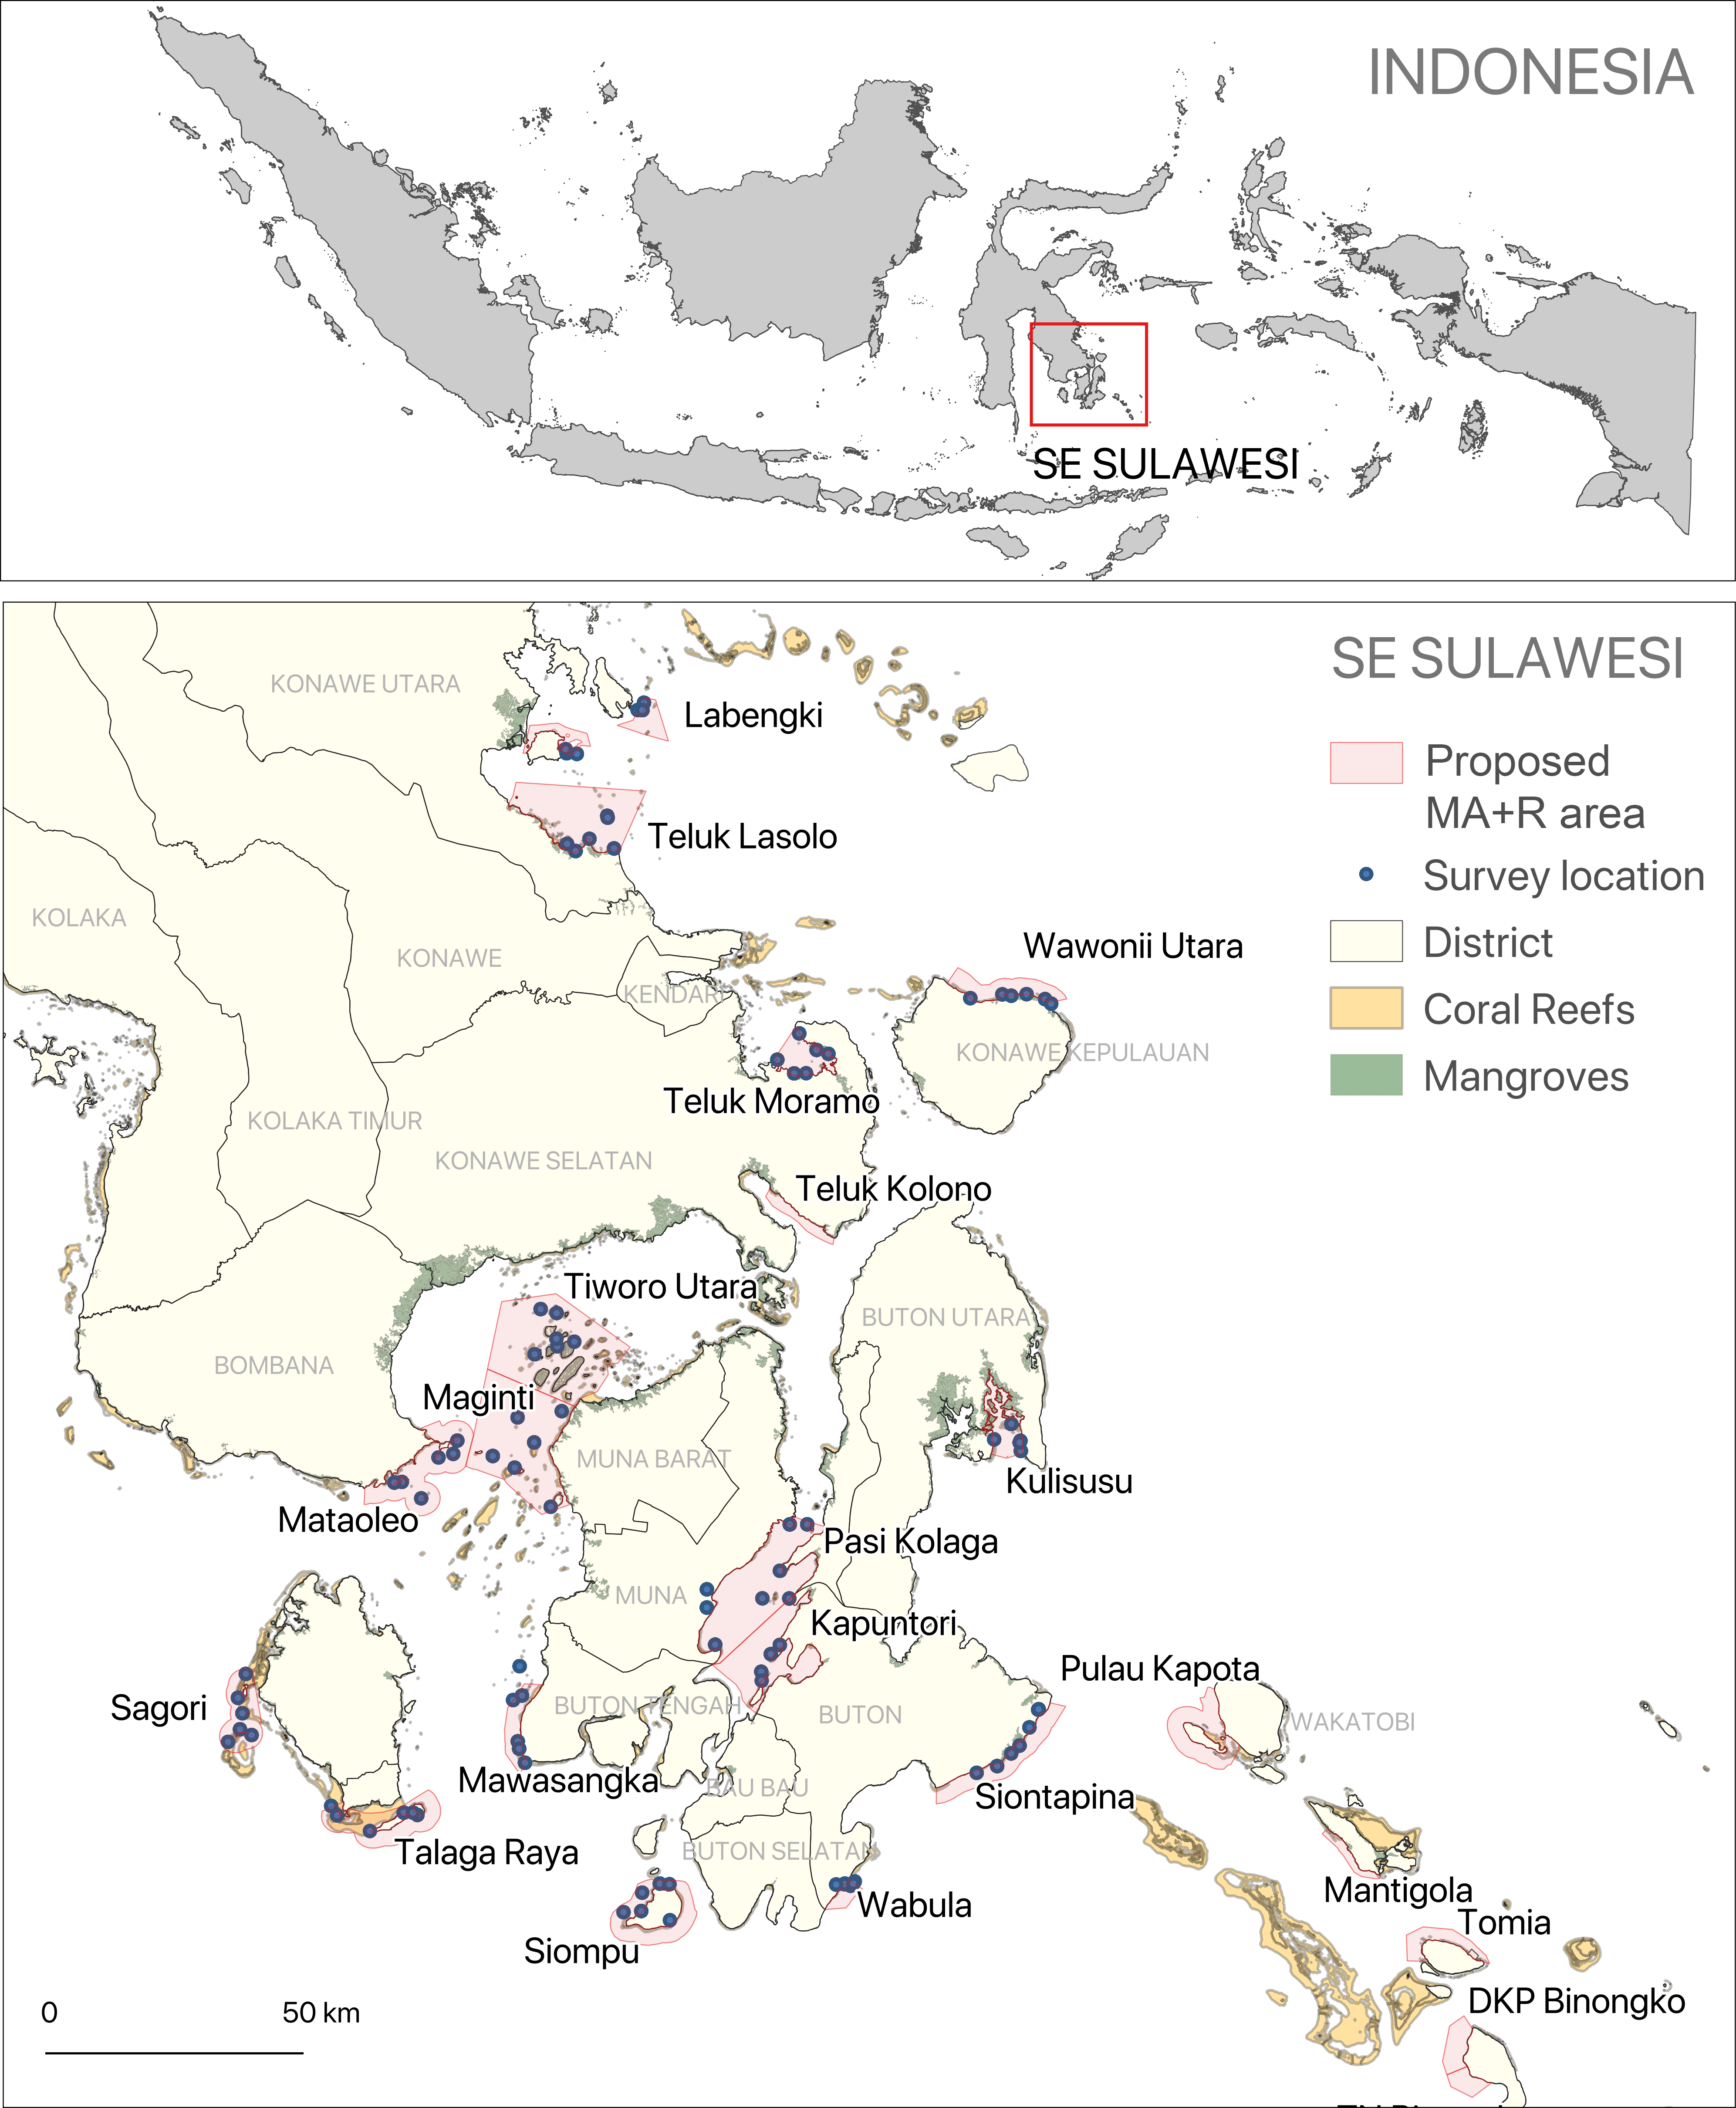 INDONESIA
SE SULAWESI
SE SULAWESI
Proposed
MA+R area
Survey location
District
Coral Reefs
Mangroves
KONAWE UTARA
Labengki
Teluk Lasolo
KOLAKA
KONAWE
Wawonii Utara
KENDARI
KONAWE KEPULAUAN
Teluk Moramo
KOLAKA TIMUR
KONAWE SELATAN
Teluk Kolono
Tiworo Utara
BUTON UTARA
BOMBANA
Maginti
MUNA BARAT
Kulisusu
Mataoleo
Pasi Kolaga
MUNA
Kapuntori
Pulau Kapota
Sagori
BUTON TENGAH
BUTON
WAKATOBI
Mawasangka
BAU BAU
Siontapina
Talaga Raya
BUTON SELATAN
Mantigola
Wabula
Tomia
Siompu
DKP Binongko
0
50 km